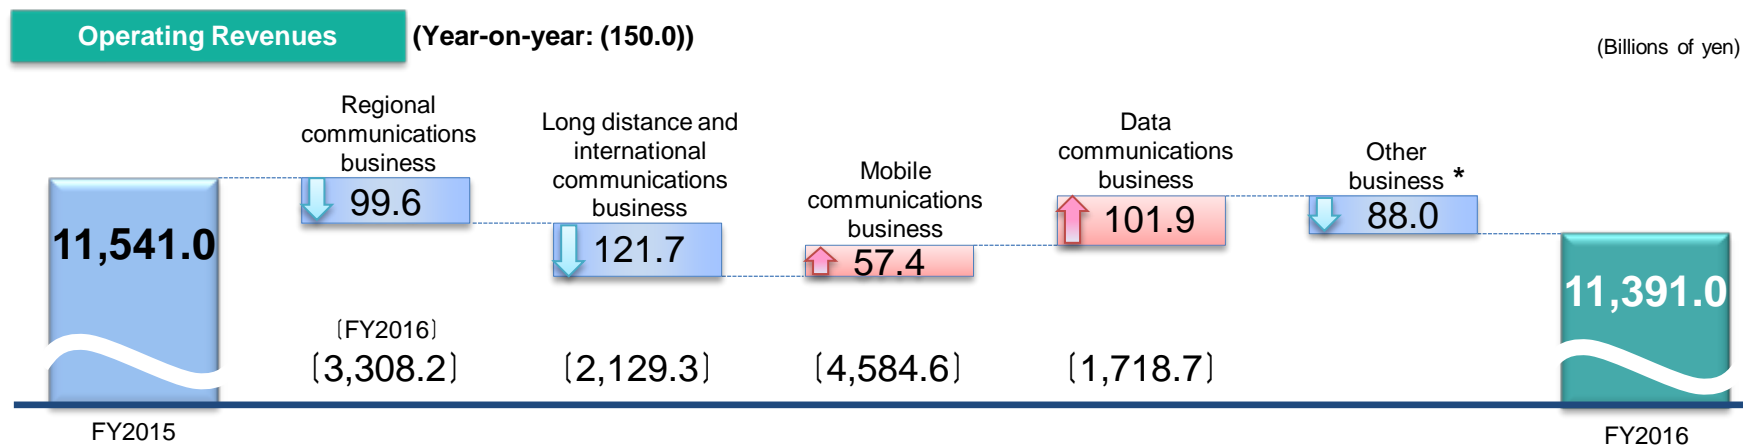 Operating Revenues (Year-on-year: (150.0))
(Billions of yen)
Regional
communications
business
99.6
Long distance and
international
communications
business
121.7
Mobile
communications
business
57.4
Data
communications
business
101.9
Other
business *
88.0
11,541.0
11,391.0
[FY2016]
[3,308.2]
[2,129.3]
[4,584.6]
[1,718.7]
FY2015
FY2016